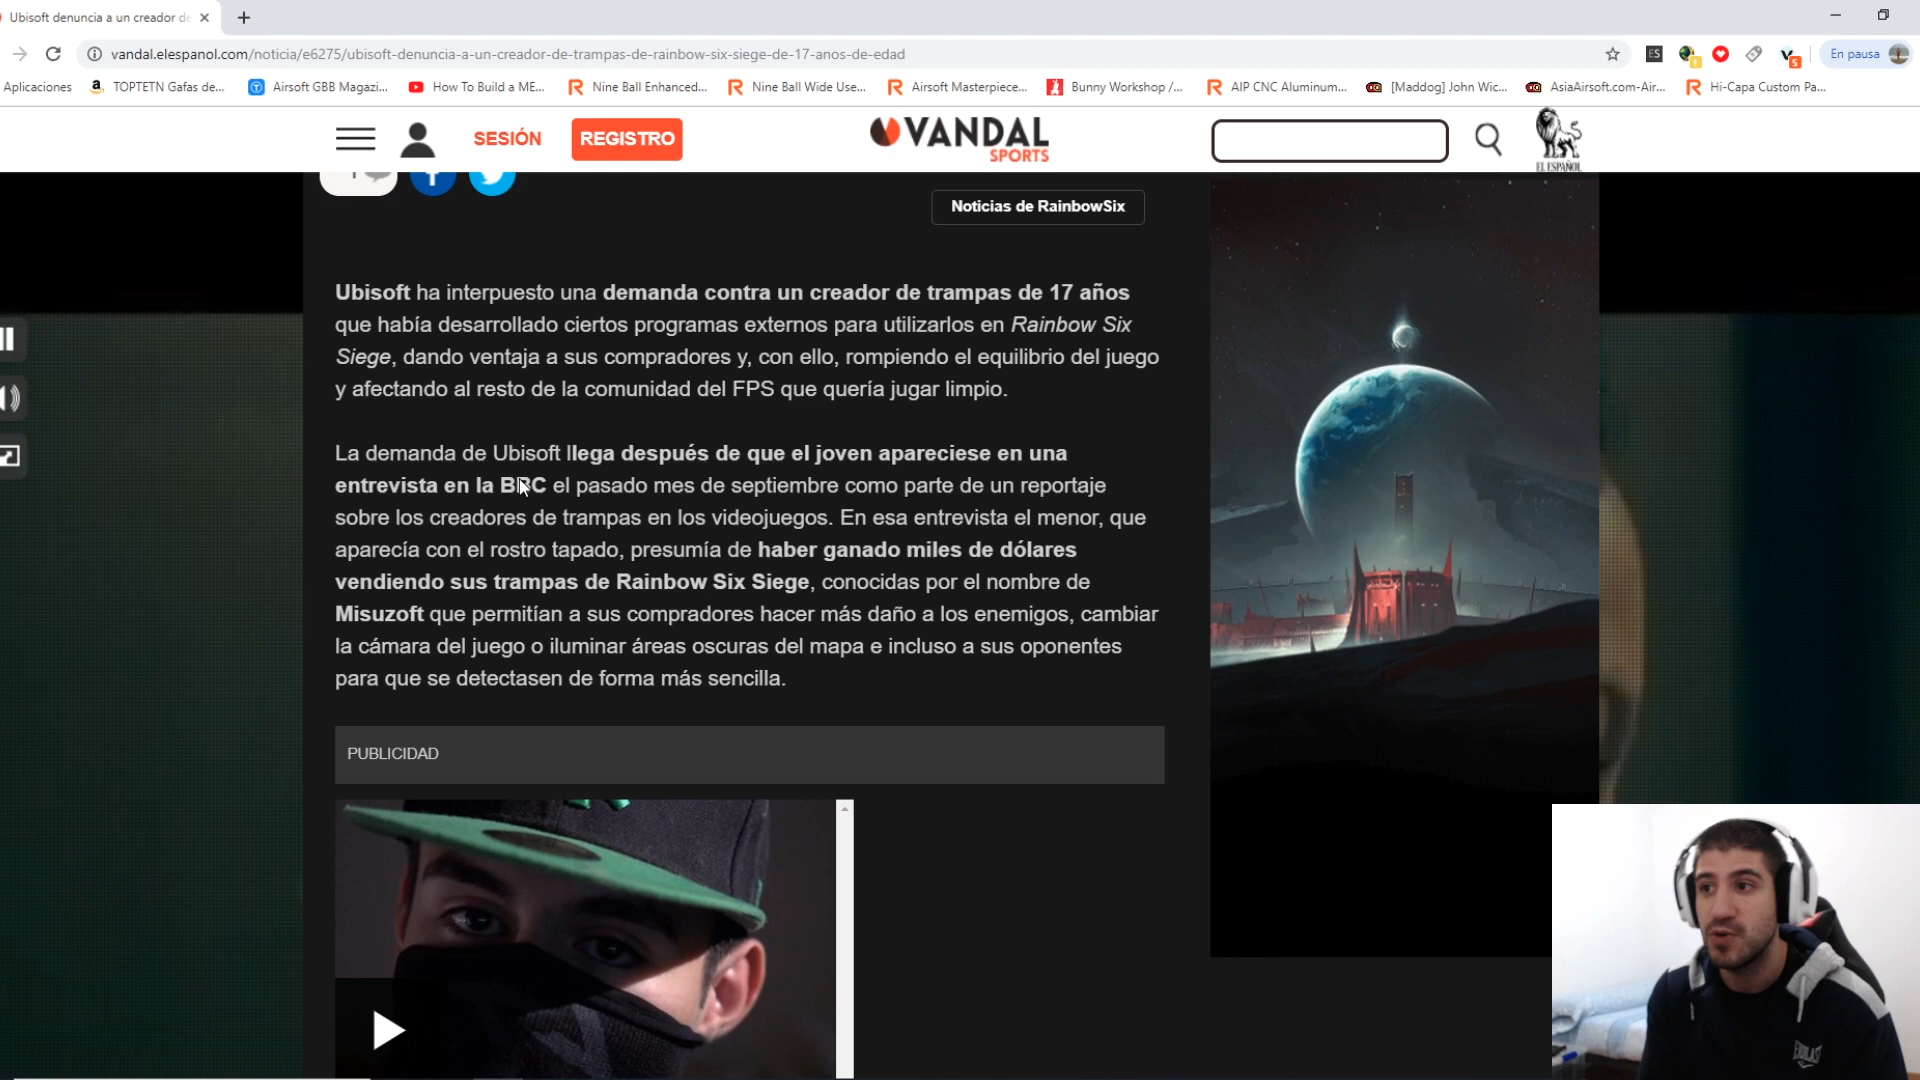 Ubisoft denuncia a un creador de
vandal.elespanol.com/noticia/e6275/ubisoft-denuncia-a-un-creador-de-trampas-de-rainbow-six-siege-de-17-anos-de-edad
ES
5
En pausa
Aplicaciones
TOPTETN Gafas de...
Airsoft GBB Magazi...
How To Build a ME...
Nine Ball Enhanced...
Nine Ball Wide Use...
Airsoft Masterpiece...
Bunny Workshop /...
AIP CNC Aluminum...
[Maddog] John Wic...
AsiaAirsoft.com-Air...
Hi-Capa Custom Pa...
SESIÓN
REGISTRO
VANDAL
SPORTS
EL ESPAÑOL
Noticias de RainbowSix
Ubisoft ha interpuesto una demanda contra un creador de trampas de 17 años
que había desarrollado ciertos programas externos para utilizarlos en Rainbow Six
Siege, dando ventaja a sus compradores y, con ello, rompiendo el equilibrio del juego
y afectando al resto de la comunidad del FPS que quería jugar limpio.
La demanda de Ubisoft llega después de que el joven apareciese en una
entrevista en la BBC el pasado mes de septiembre como parte de un reportaje
sobre los creadores de trampas en los videojuegos. En esa entrevista el menor, que
aparecía con el rostro tapado, presumía de haber ganado miles de dólares
vendiendo sus trampas de Rainbow Six Siege, conocidas por el nombre de
Misuzoft que permitían a sus compradores hacer más daño a los enemigos, cambiar
la cámara del juego o iluminar áreas oscuras del mapa e incluso a sus oponentes
para que se detectasen de forma más sencilla.
PUBLICIDAD
EVERLAST